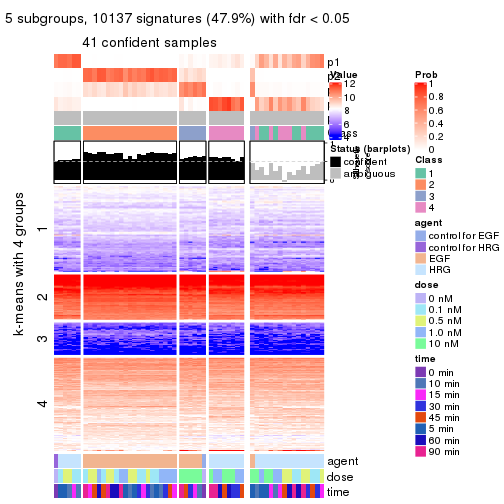 5 subgroups, 10137 signatures (47.9%) with fdr < 0.05
41 confident samples
p1
p2
Value
12
10
8
6
4
Class
Prob
1
0.8
0.6
0.4
0.2
0
Status (barplots)
confident
ambiguous
Class
1
2
3
4
agent
control for EGF
control for HRG
EGF
HRG
dose
0 nM
0.1 nM
0.5 nM
1.0 nM
10 nM
time
0 min
10 min
15 min
30 min
45 min
5 min
60 min
90 min
k-means with 4 groups
1
2
3
4
agent
dose
time